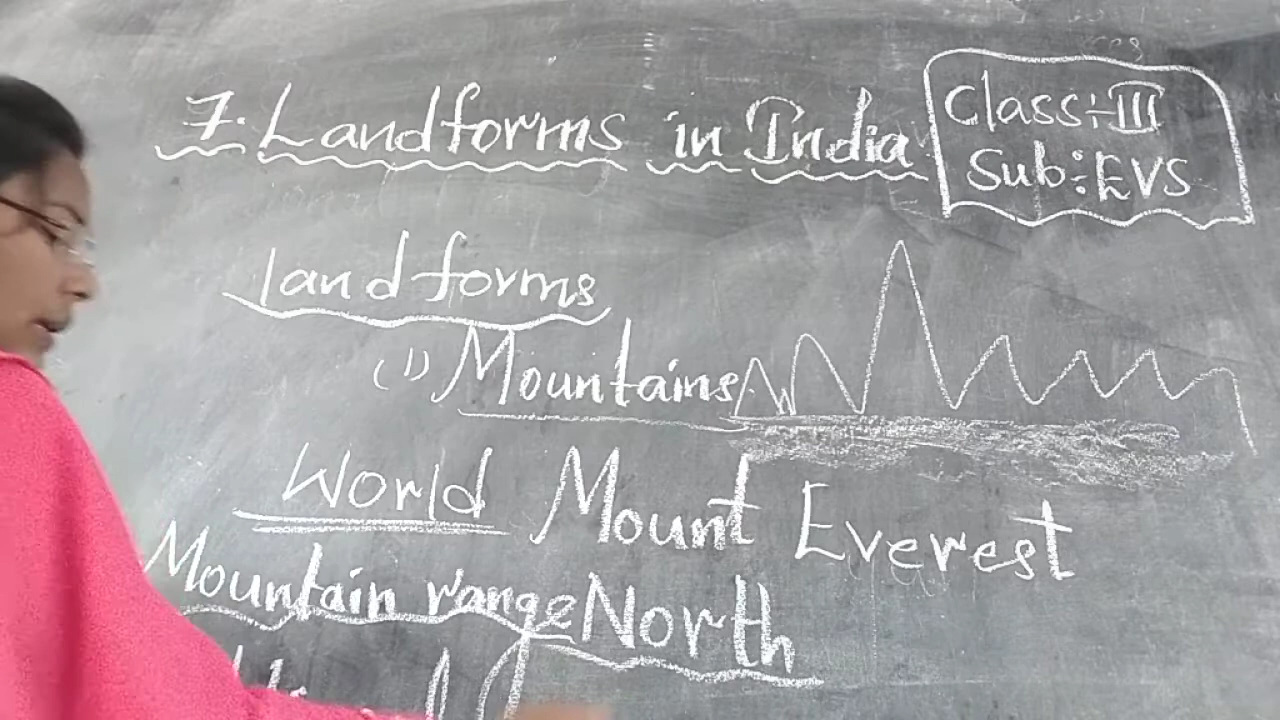 7. Landforms in India
Class:-III
Sub:EVS
Landforms
(1) Mountains
World Mount Everest
Mountain range North